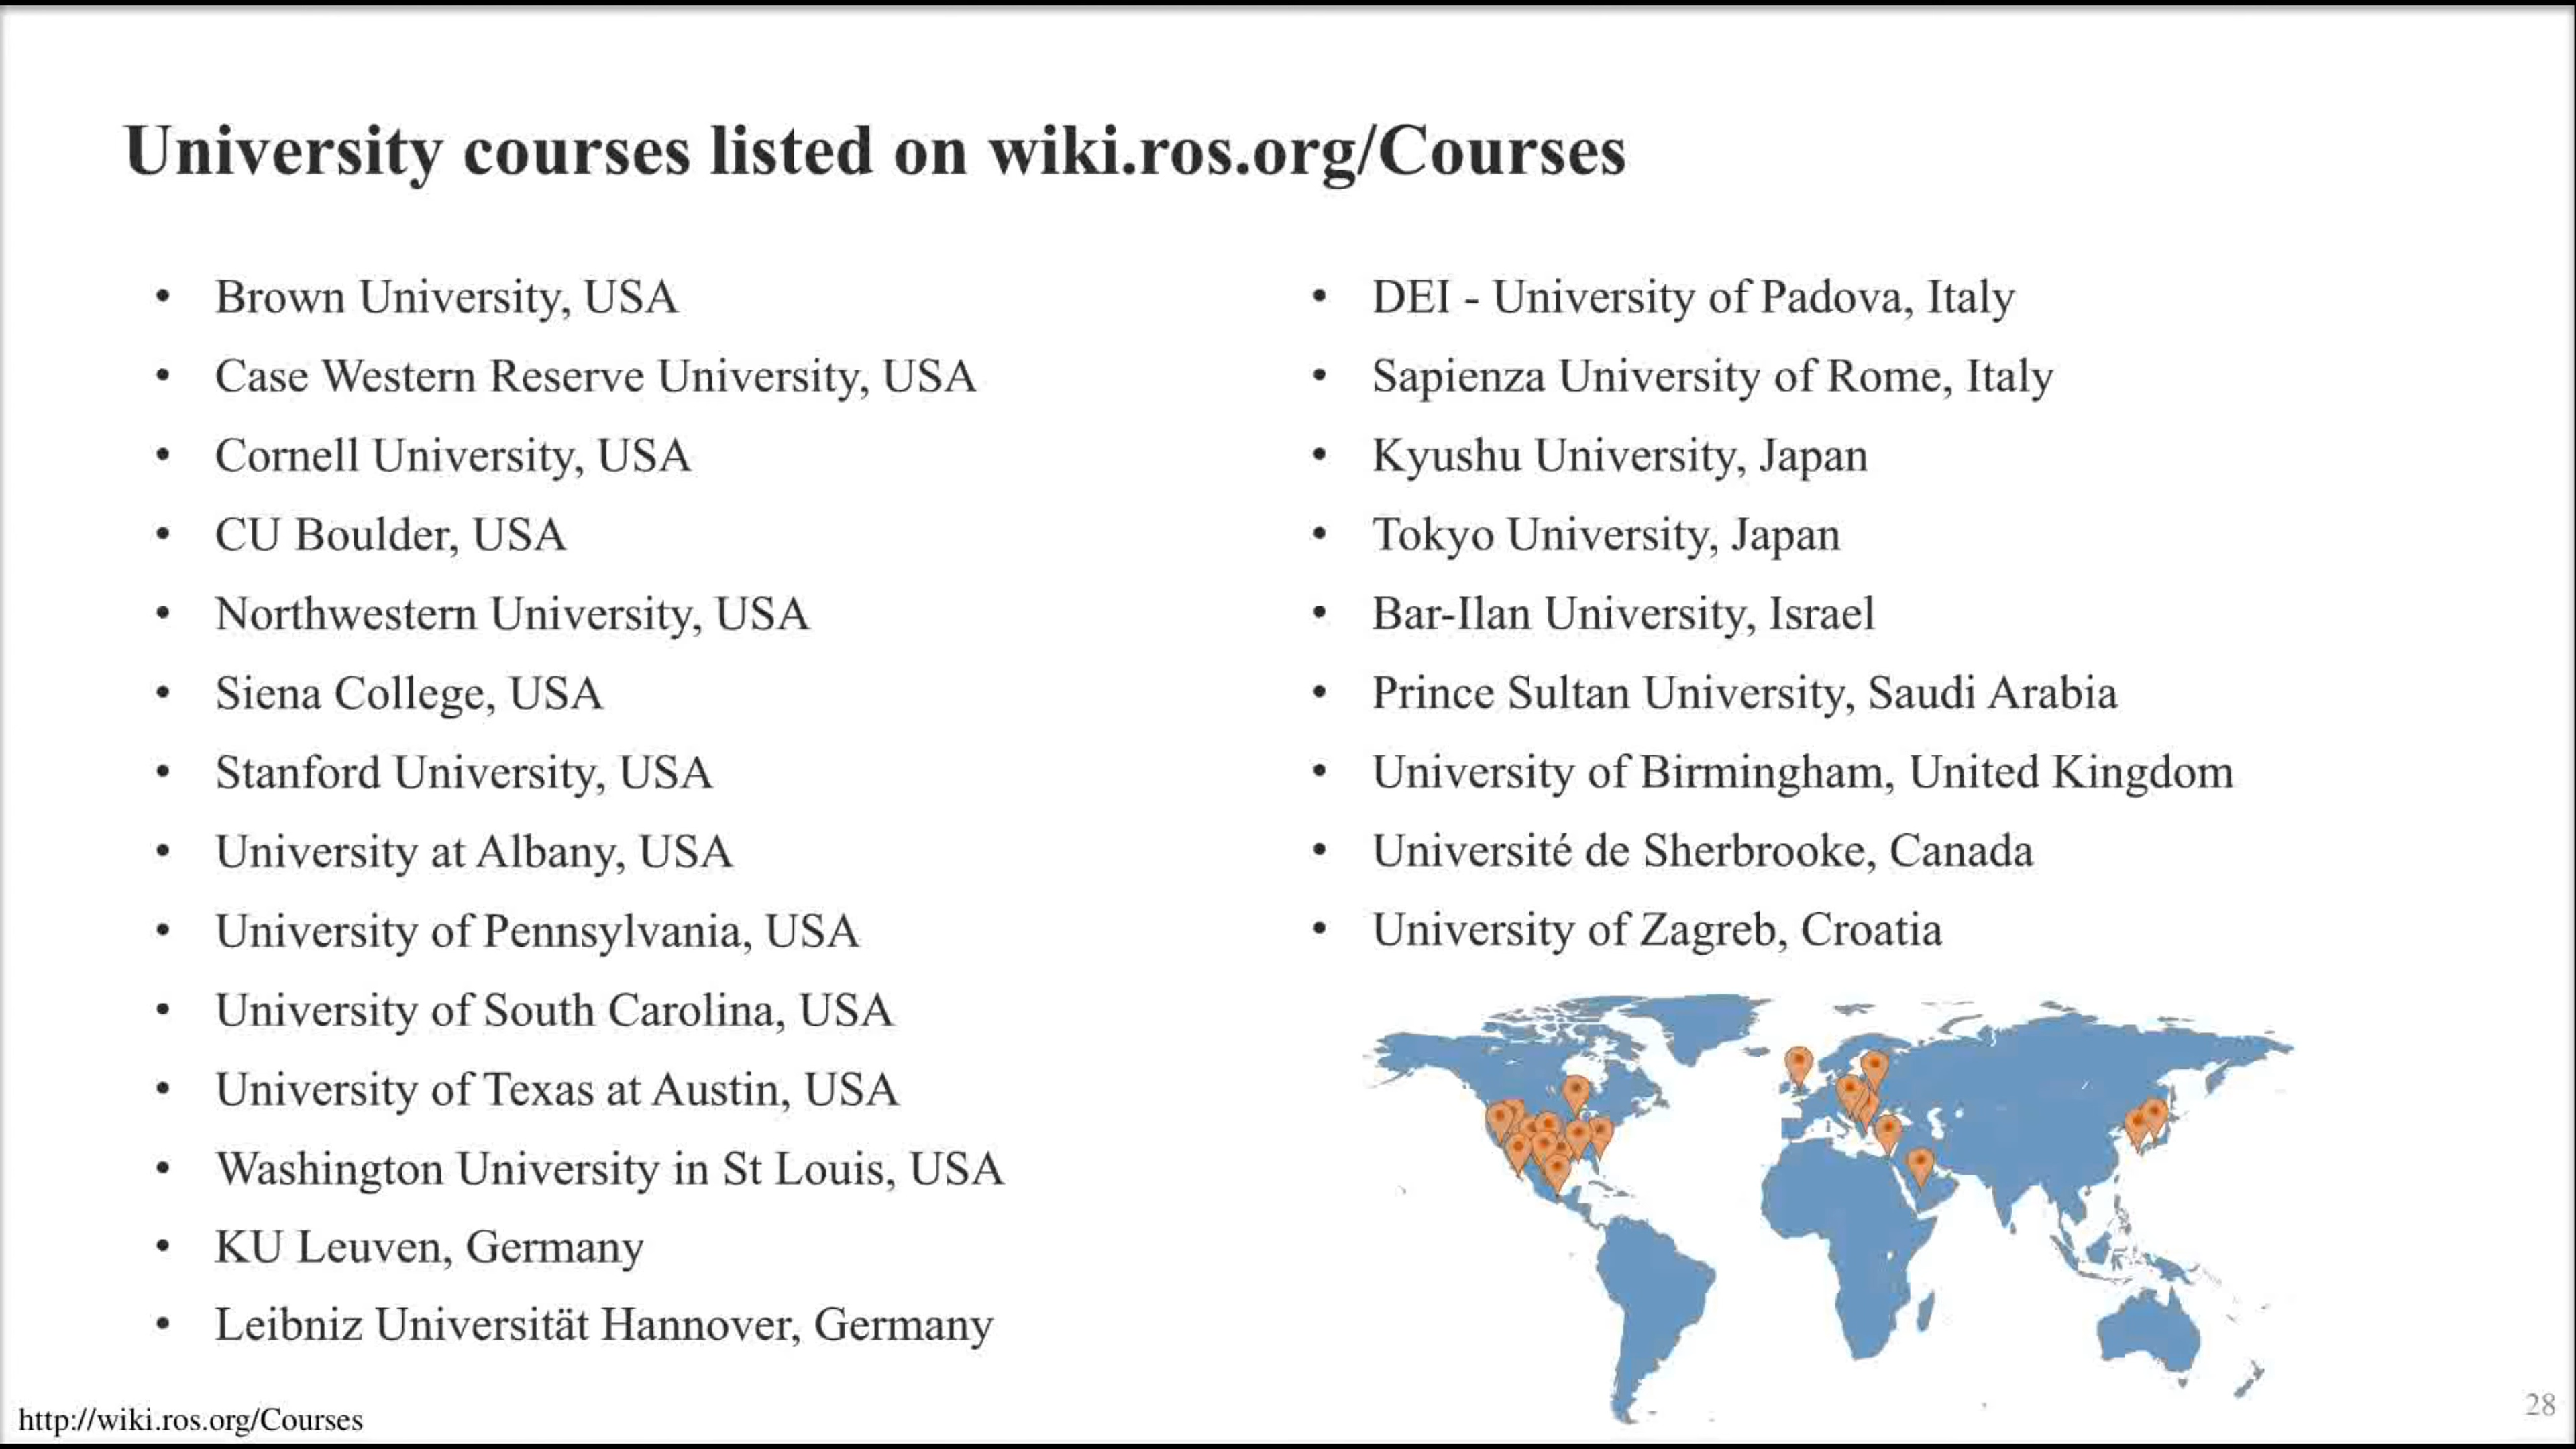 University courses listed on wiki.ros.org/Courses
• Brown University, USA
• Case Western Reserve University, USA
• Cornell University, USA
• CU Boulder, USA
• Northwestern University, USA
• Siena College, USA
• Stanford University, USA
• University at Albany, USA
• University of Pennsylvania, USA
• University of South Carolina, USA
• University of Texas at Austin, USA
• Washington University in St Louis, USA
• KU Leuven, Germany
• Leibniz Universität Hannover, Germany
• DEI - University of Padova, Italy
• Sapienza University of Rome, Italy
• Kyushu University, Japan
• Tokyo University, Japan
• Bar-Ilan University, Israel
• Prince Sultan University, Saudi Arabia
• University of Birmingham, United Kingdom
• Université de Sherbrooke, Canada
• University of Zagreb, Croatia
http://wiki.ros.org/Courses
28